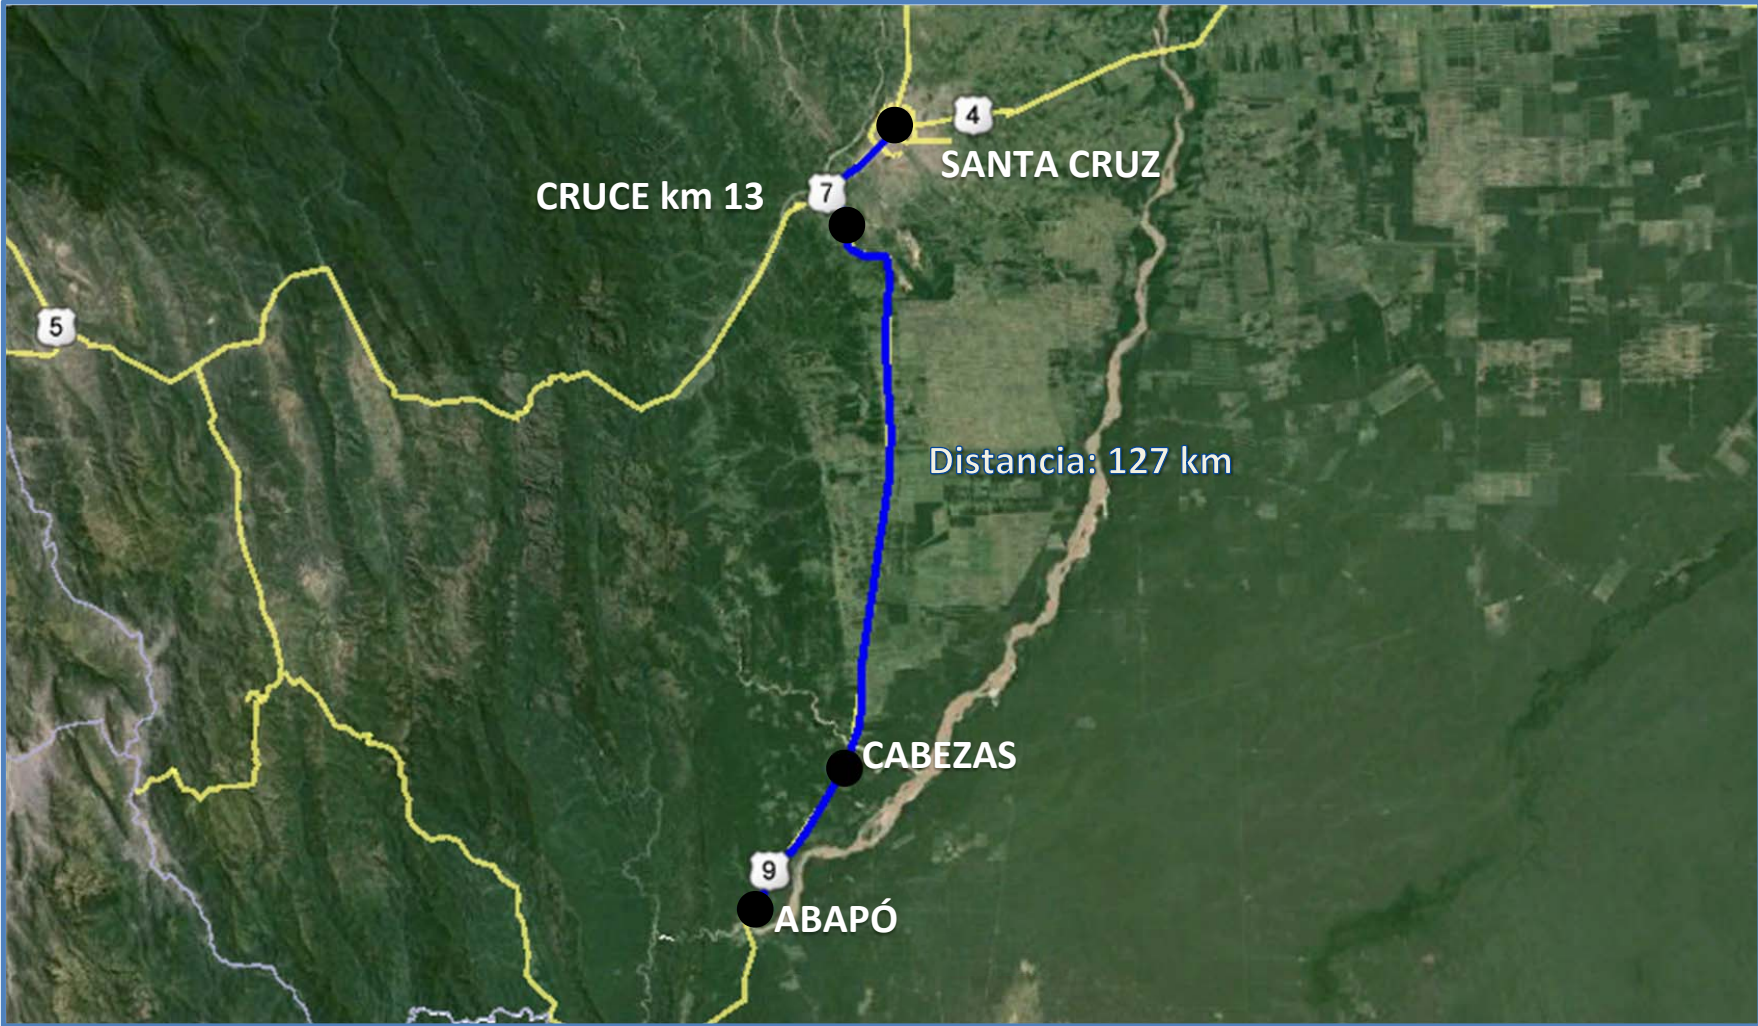 4
SANTA CRUZ
CRUCE km 13
7
5
Distancia: 127 km
CABEZAS
9
ABAPÓ